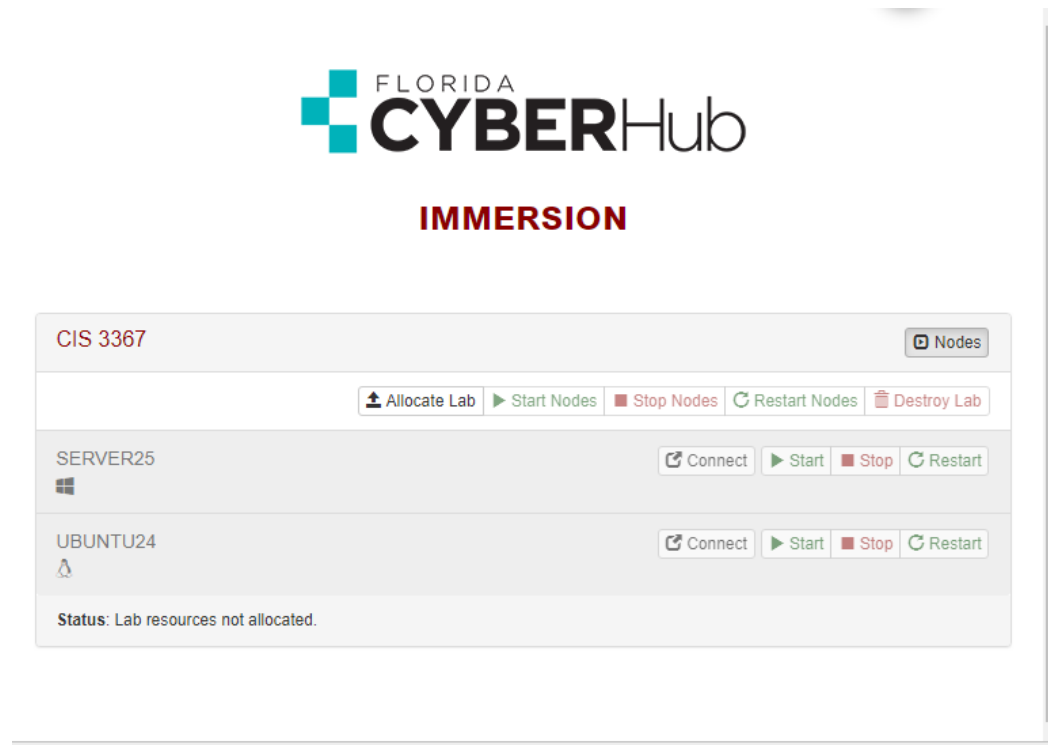 FLORIDA
CYBERHub
IMMERSION
CIS 3367
Nodes
Allocate Lab Start Nodes Stop Nodes Restart Nodes Destroy Lab
SERVER25
Connect Start Stop Restart
UBUNTU24
Connect Start Stop Restart
Status: Lab resources not allocated.